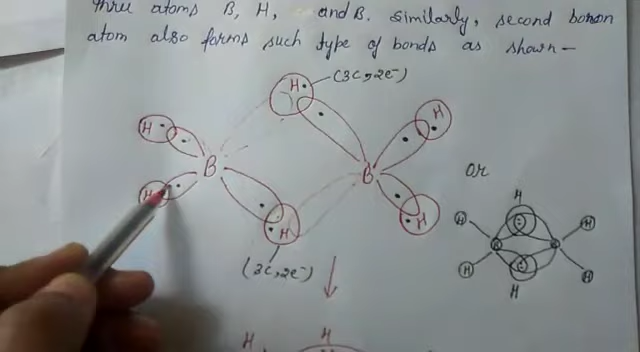 three atoms B, H, and B. Similarly, second boron
atom also forms such type of bonds as shown-
H (3C, 2e⁻)
H H
B B or
H H H
H H H
(3C, 2e⁻) H H
H
H H